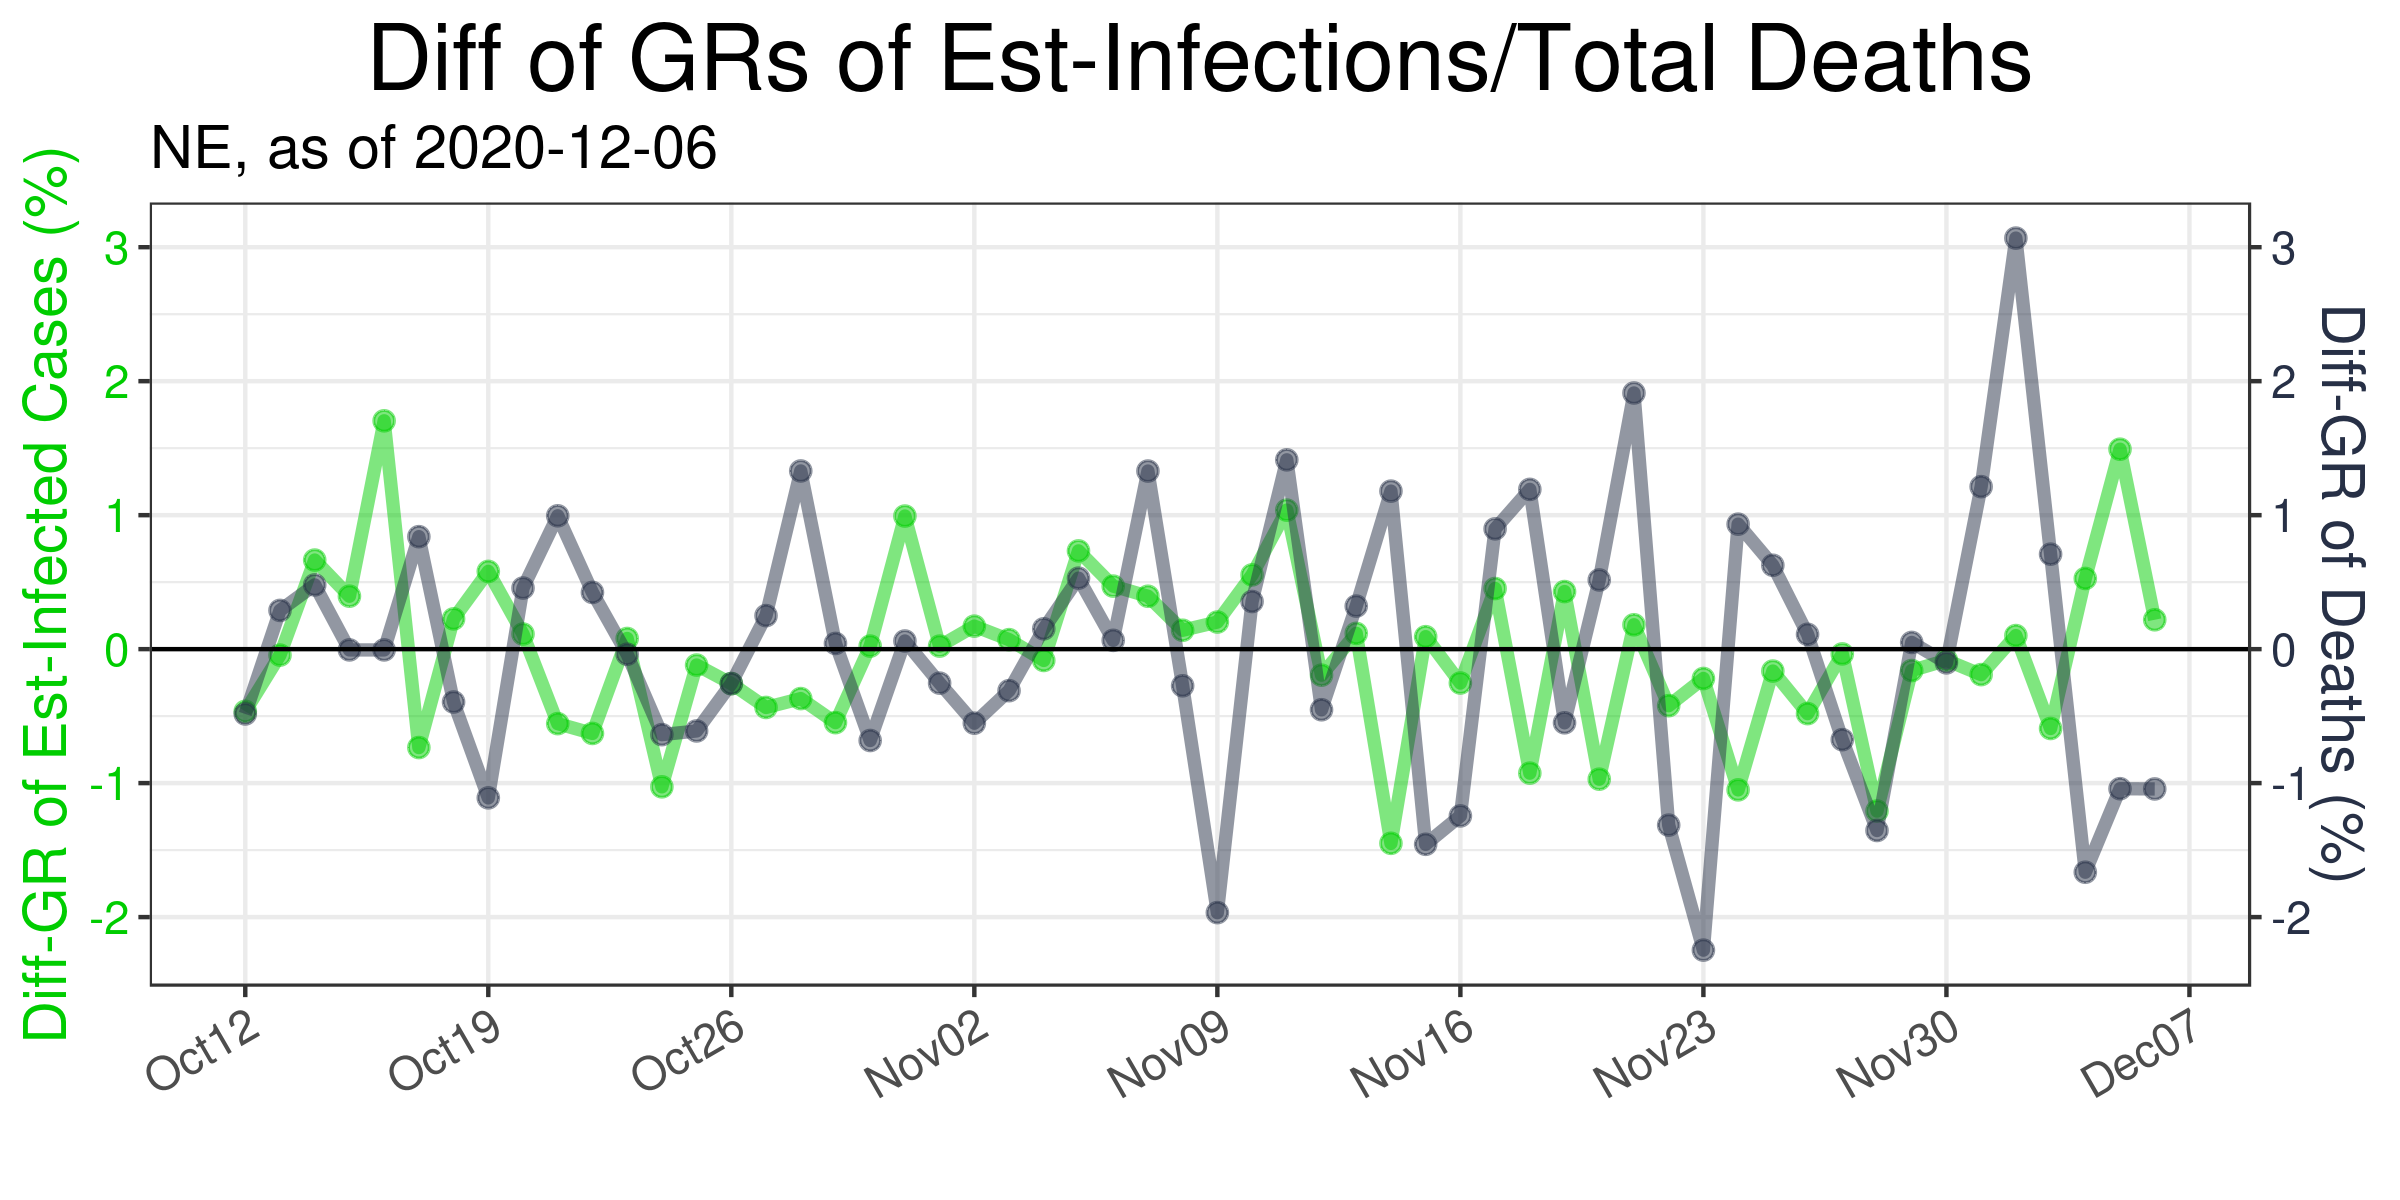 Diff of GRs of Est-Infections/Total Deaths
NE, as of 2020-12-06
Diff-GR of Est-Infected Cases (%)
3
2
1
0
-1
-2
3
2
1
0
-1
-2
Diff-GR of Deaths (%)
Oct12
Oct19
Oct26
Nov02
Nov09
Nov16
Nov23
Nov30
Dec07